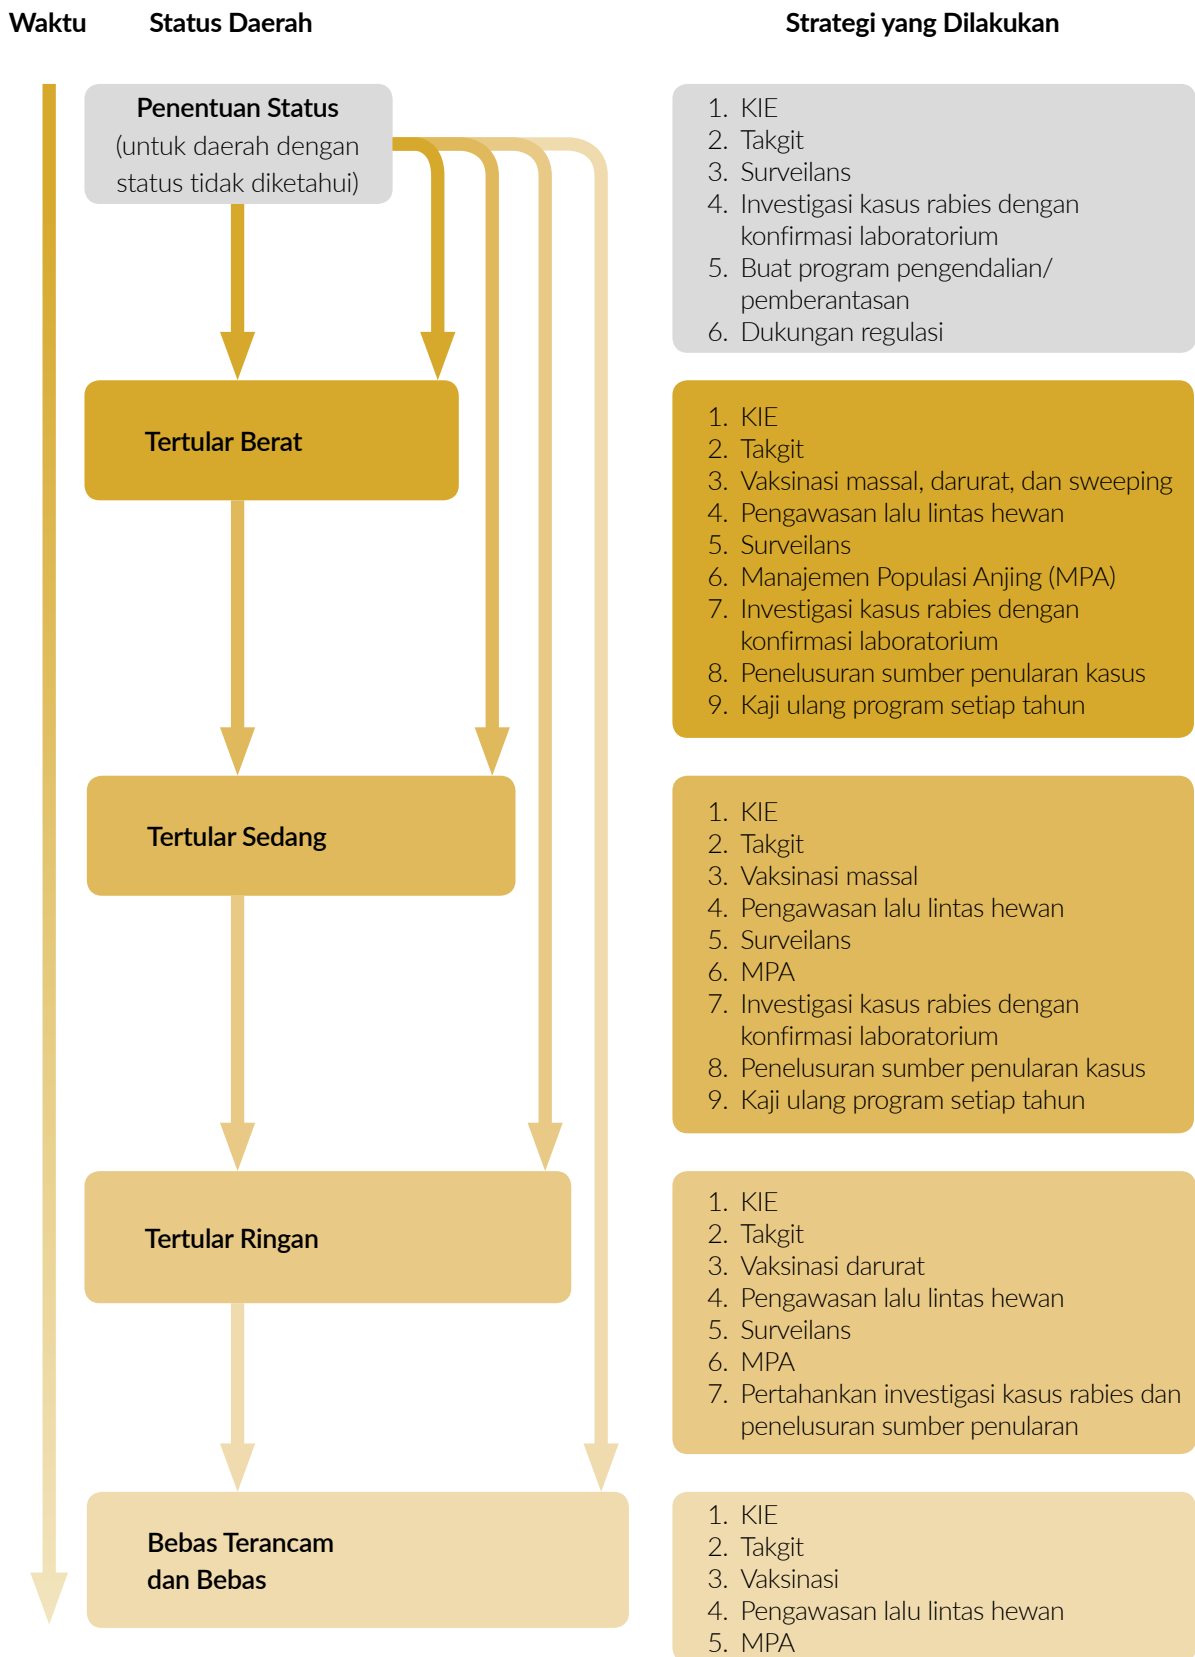 Waktu Status Daerah Strategi yang Dilakukan
Penentuan Status
(untuk daerah dengan
status tidak diketahui)
1. KIE
2. Takgit
3. Surveilans
4. Investigasi kasus rabies dengan
konfirmasi laboratorium
5. Buat program pengendalian/
pemberantasan
6. Dukungan regulasi
Tertular Berat
1. KIE
2. Takgit
3. Vaksinasi massal, darurat, dan sweeping
4. Pengawasan lalu lintas hewan
5. Surveilans
6. Manajemen Populasi Anjing (MPA)
7. Investigasi kasus rabies dengan
konfirmasi laboratorium
8. Penelusuran sumber penularan kasus
9. Kaji ulang program setiap tahun
Tertular Sedang
1. KIE
2. Takgit
3. Vaksinasi massal
4. Pengawasan lalu lintas hewan
5. Surveilans
6. MPA
7. Investigasi kasus rabies dengan
konfirmasi laboratorium
8. Penelusuran sumber penularan kasus
9. Kaji ulang program setiap tahun
Tertular Ringan
1. KIE
2. Takgit
3. Vaksinasi darurat
4. Pengawasan lalu lintas hewan
5. Surveilans
6. MPA
7. Pertahankan investigasi kasus rabies dan
penelusuran sumber penularan
Bebas Terancam
dan Bebas
1. KIE
2. Takgit
3. Vaksinasi
4. Pengawasan lalu lintas hewan
5. MPA